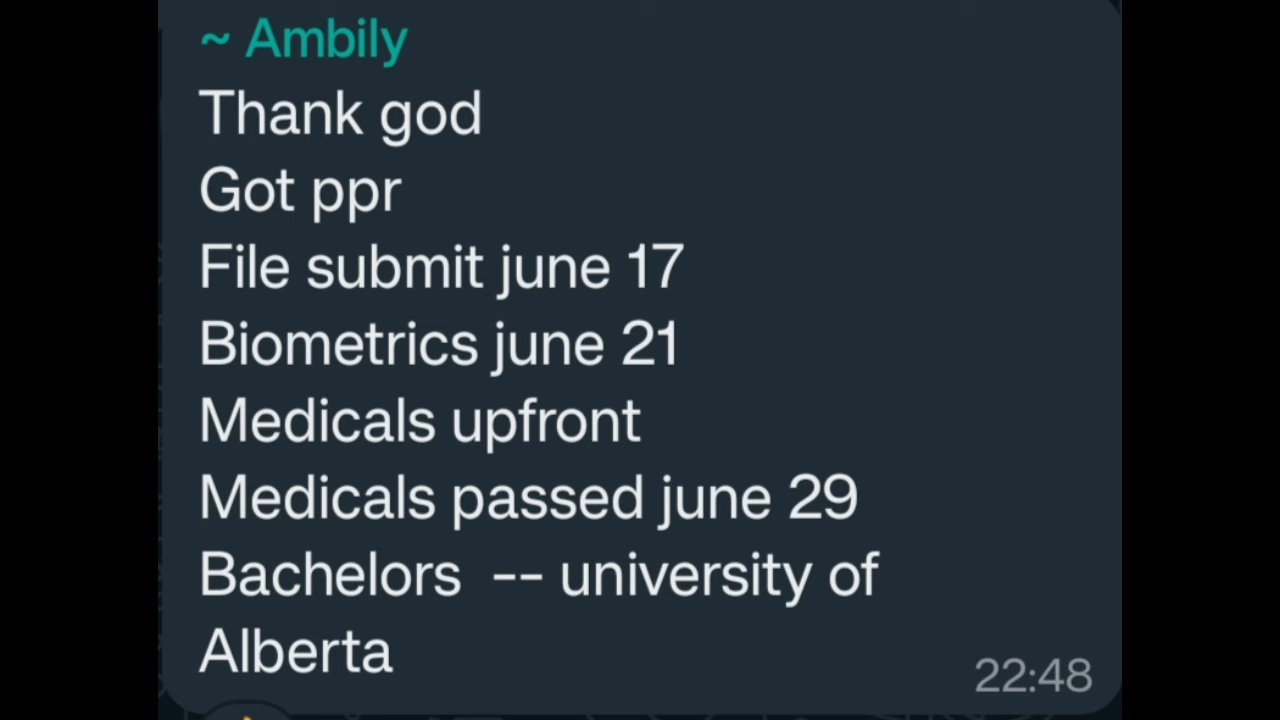 ~ Ambily
Thank god
Got ppr
File submit june 17
Biometrics june 21
Medicals upfront
Medicals passed june 29
Bachelors  -- university of
Alberta
22:48